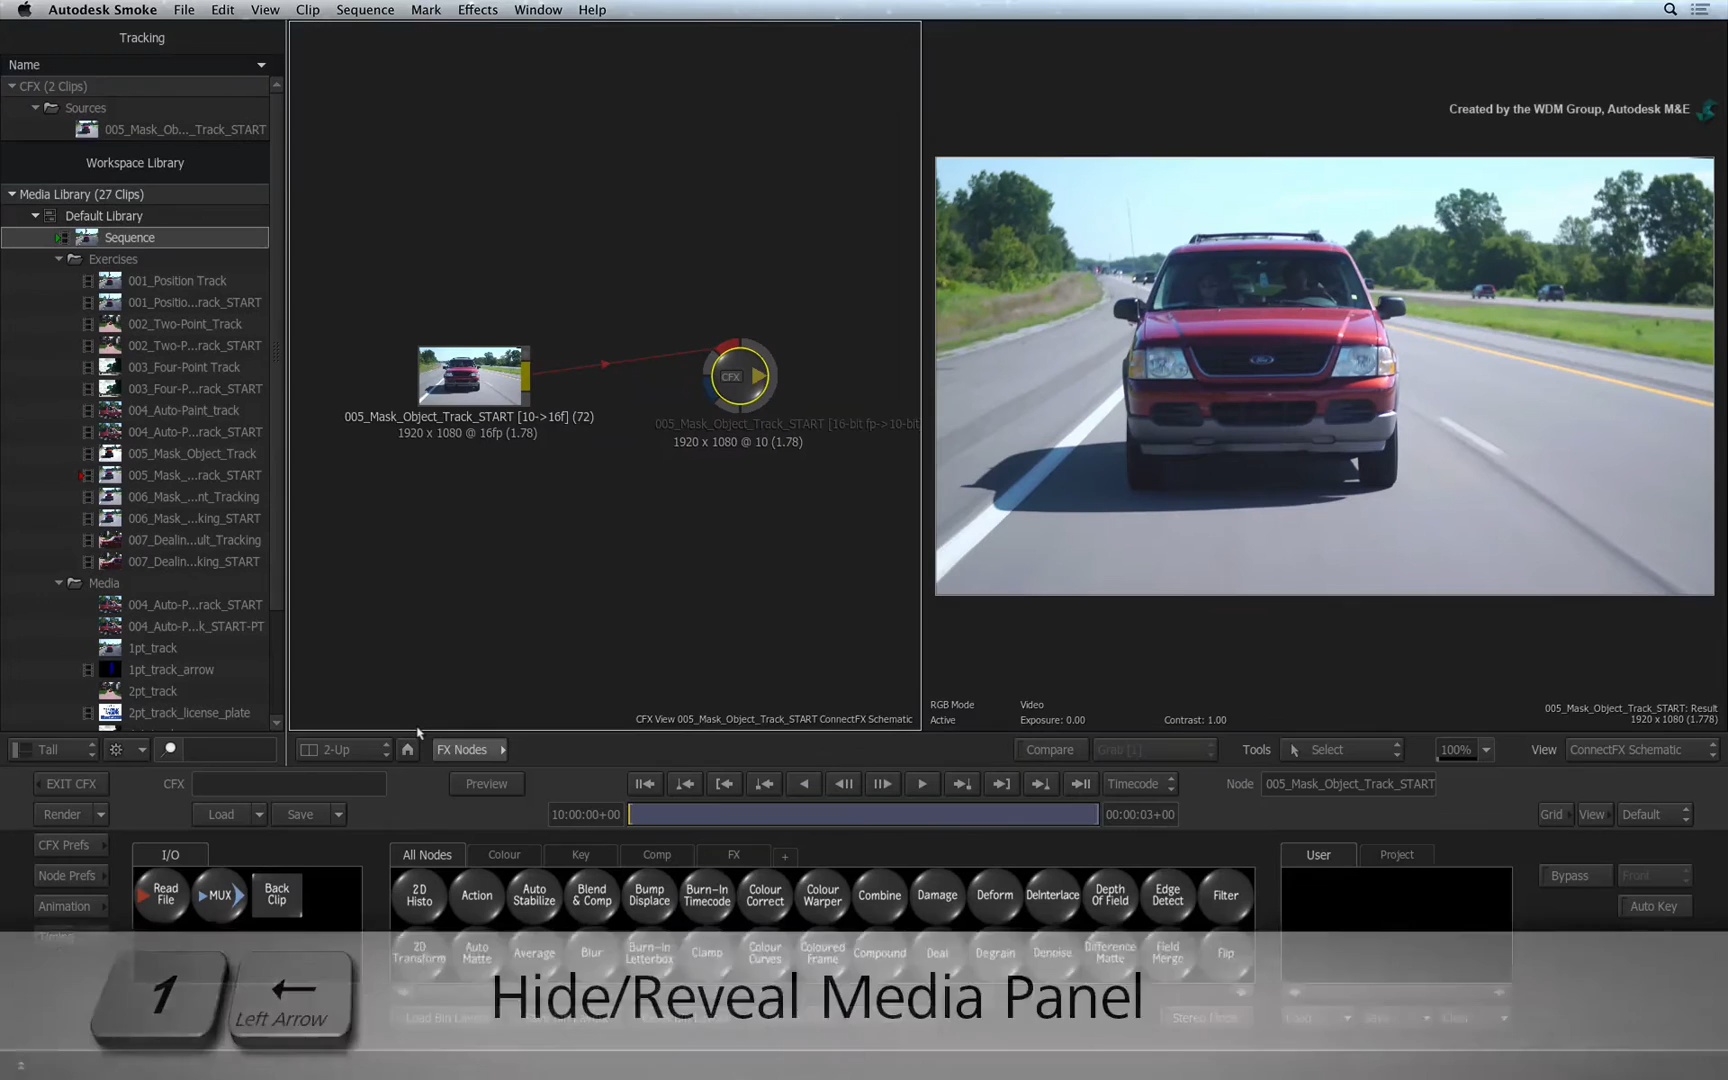 Autodesk Smoke File Edit View Clip Sequence Mark Effects Window Help
Tracking
Name
CFX (2 Clips)
Sources
005_Mask_Ob..._Track_START
Workspace Library
Media Library (27 Clips)
Default Library
Sequence
Exercises
001_Position Track
001_Positio...rack_START
002_Two-Point_Track
002_Two-P...rack_START
003_Four-Point Track
003_Four-P...rack_START
004_Auto-Paint_track
004_Auto-P...rack_START
005_Mask_Object_Track
005_Mask_...rack_START
006_Mask_...nt_Tracking
006_Mask_...king_START
007_Dealin...ult_Tracking
007_Dealin...king_START
Media
004_Auto-P...rack_START
004_Auto-P...k_START-PT
1pt_track
1pt_track_arrow
2pt_track
2pt_track_license_plate
Tall
CFX
005_Mask_Object_Track_START [10->16f] (72)
1920 x 1080 @ 16fp (1.78)
005_Mask_Object_Track_START [16-bit fp->10-bit
1920 x 1080 @ 10 (1.78)
CFX View 005_Mask_Object_Track_START ConnectFX Schematic
Created by the WDM Group, Autodesk M&E
Ford
RGB Mode Video
Active Exposure: 0.00 Contrast: 1.00
005_Mask_Object_Track_START: Result
1920 x 1080 (1.778)
2-Up FX Nodes Compare Grab [1] Tools Select 100% View ConnectFX Schematic
EXIT CFX CFX Preview Timecode Node 005_Mask_Object_Track_START
Render Load Save 10:00:00+00 00:00:03+00 Grid View Default
CFX Prefs
Node Prefs
Animation
Timing
I/O
Read File
MUX
Back Clip
All Nodes Colour Key Comp FX +
2D Histo Action Auto Stabilize Blend & Comp Bump Displace Burn-In Timecode Colour Correct Colour Warper Combine Damage Deform DeInterlace Depth Of Field Edge Detect Filter
2D Transform Auto Matte Average Blur Burn-In Letterbox Clamp Colour Curves Coloured Frame Compound Deal Degrain Denoise Difference Matte Field Merge Flip
User Project
Bypass Front
Auto Key
1
Left Arrow
Hide/Reveal Media Panel